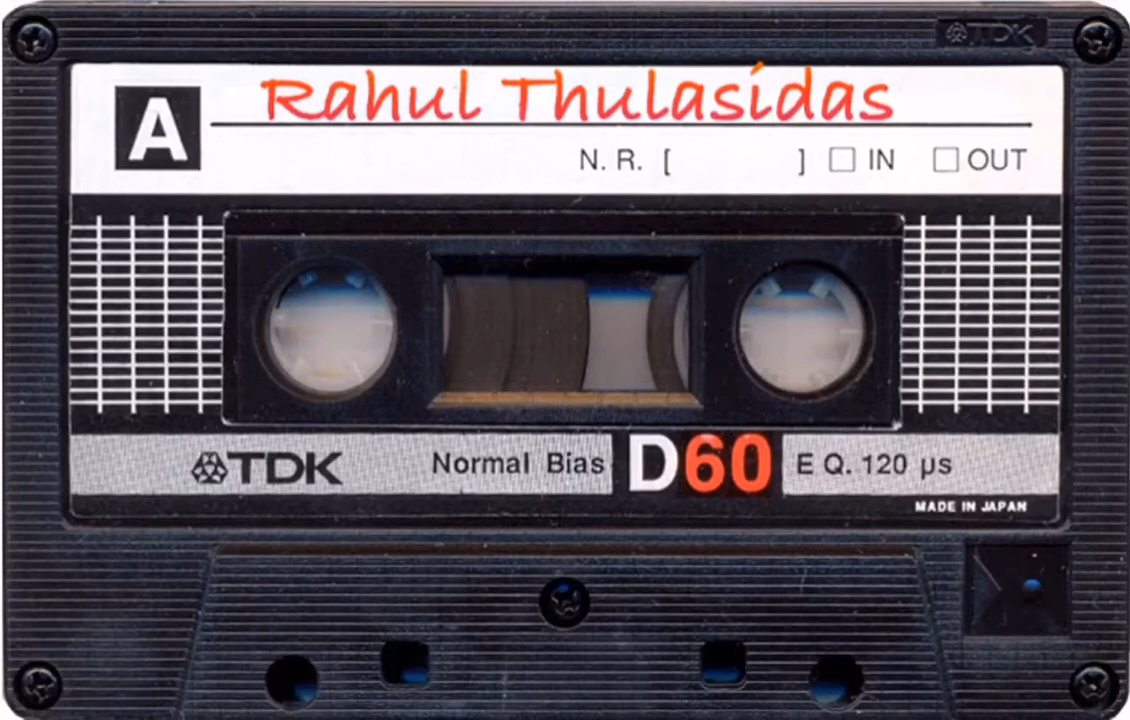 TDK
A Rahul Thulasidas
N. R. [ ] IN OUT
TDK Normal Bias D60 E Q. 120 µs
MADE IN JAPAN